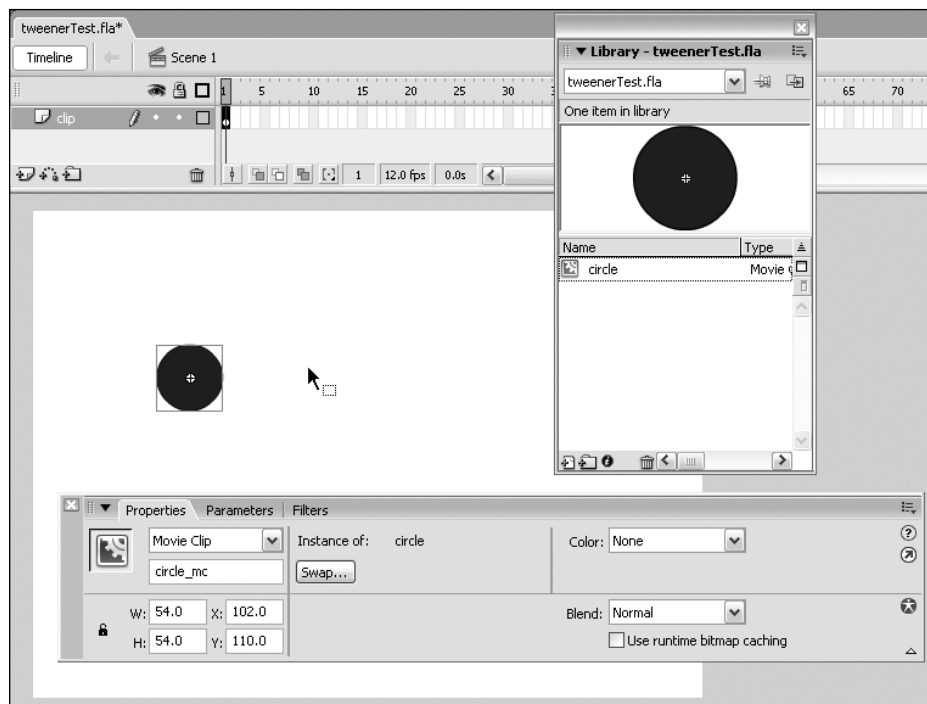 tweenerTest.fla*
Timeline
Scene 1
1 5 10 15 20 25 30 65 70
clip
1 12.0 fps 0.0s
Library - tweenerTest.fla
tweenerTest.fla
One item in library
Name Type
circle Movie
Properties Parameters Filters
Movie Clip Instance of: circle Color: None
circle_mc Swap...
W: 54.0 X: 102.0 Blend: Normal
H: 54.0 Y: 110.0 Use runtime bitmap caching